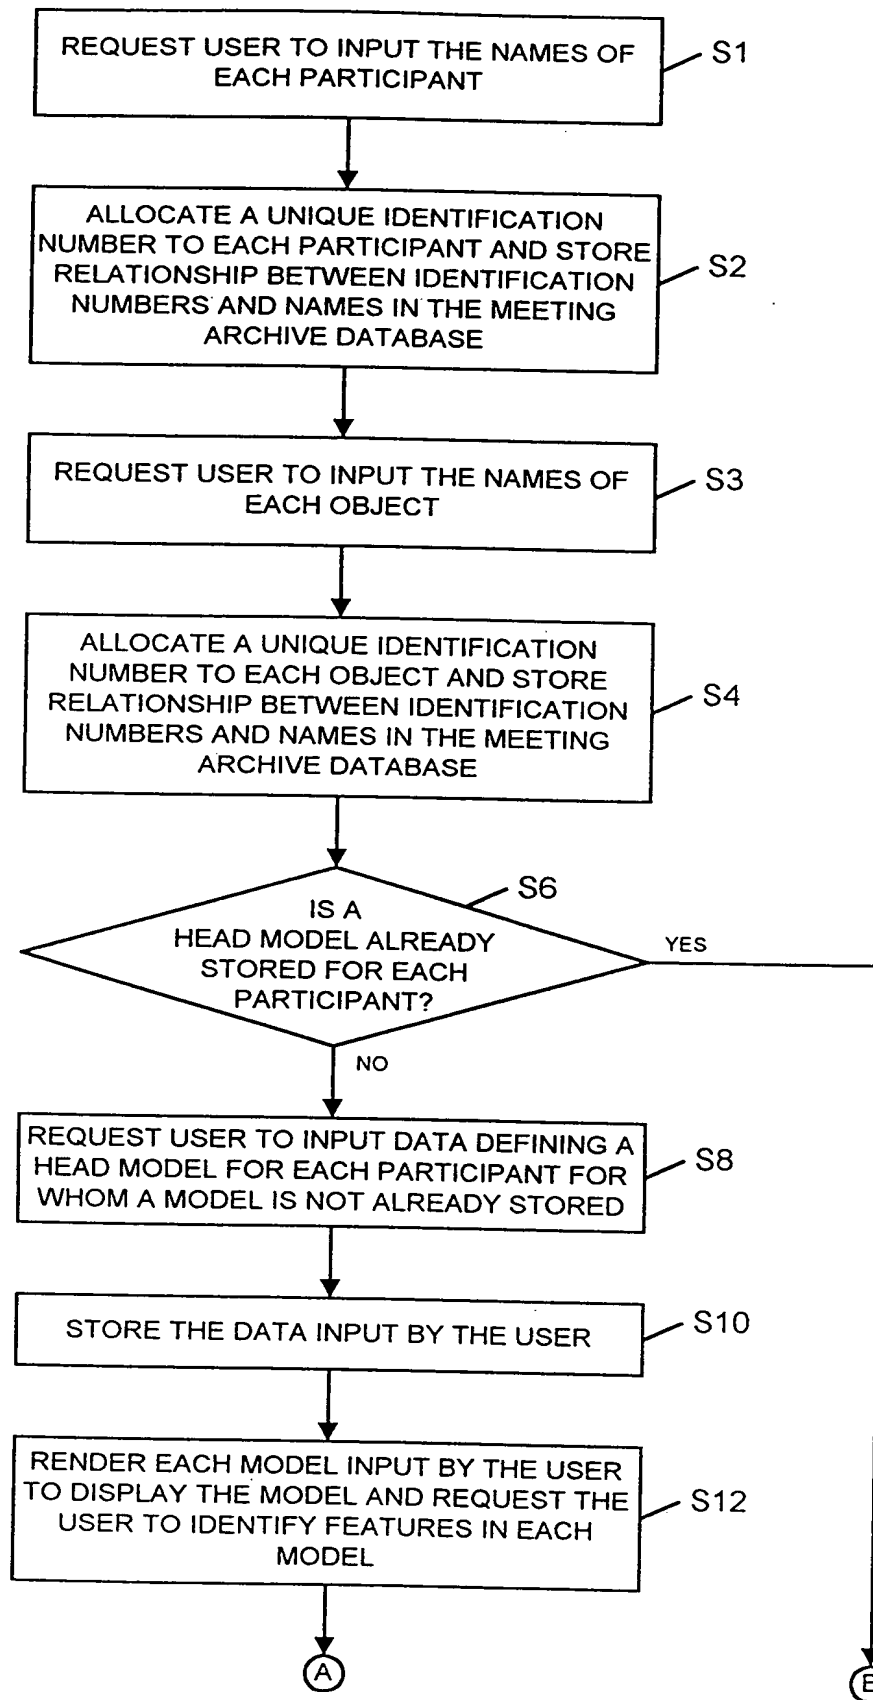 REQUEST USER TO INPUT THE NAMES OF
EACH PARTICIPANT
S1
ALLOCATE A UNIQUE IDENTIFICATION
NUMBER TO EACH PARTICIPANT AND STORE
RELATIONSHIP BETWEEN IDENTIFICATION
NUMBERS AND NAMES IN THE MEETING
ARCHIVE DATABASE
S2
REQUEST USER TO INPUT THE NAMES OF
EACH OBJECT
S3
ALLOCATE A UNIQUE IDENTIFICATION
NUMBER TO EACH OBJECT AND STORE
RELATIONSHIP BETWEEN IDENTIFICATION
NUMBERS AND NAMES IN THE MEETING
ARCHIVE DATABASE
S4
S6
IS A
HEAD MODEL ALREADY
STORED FOR EACH
PARTICIPANT?
YES
NO
REQUEST USER TO INPUT DATA DEFINING A
HEAD MODEL FOR EACH PARTICIPANT FOR
WHOM A MODEL IS NOT ALREADY STORED
S8
STORE THE DATA INPUT BY THE USER
S10
RENDER EACH MODEL INPUT BY THE USER
TO DISPLAY THE MODEL AND REQUEST THE
USER TO IDENTIFY FEATURES IN EACH
MODEL
S12
A